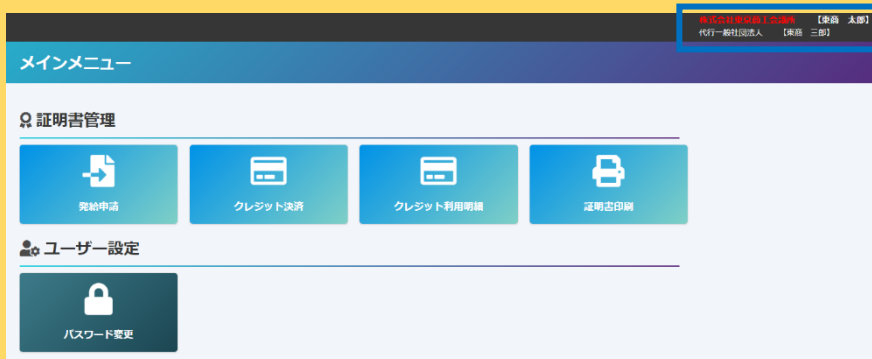 株式会社東京商工会議所 【東商 太郎】
代行一般社団法人 【東商 三郎】
メインメニュー
証明書管理
発給申請
クレジット決済
クレジット利用明細
証明書印刷
ユーザー設定
パスワード変更